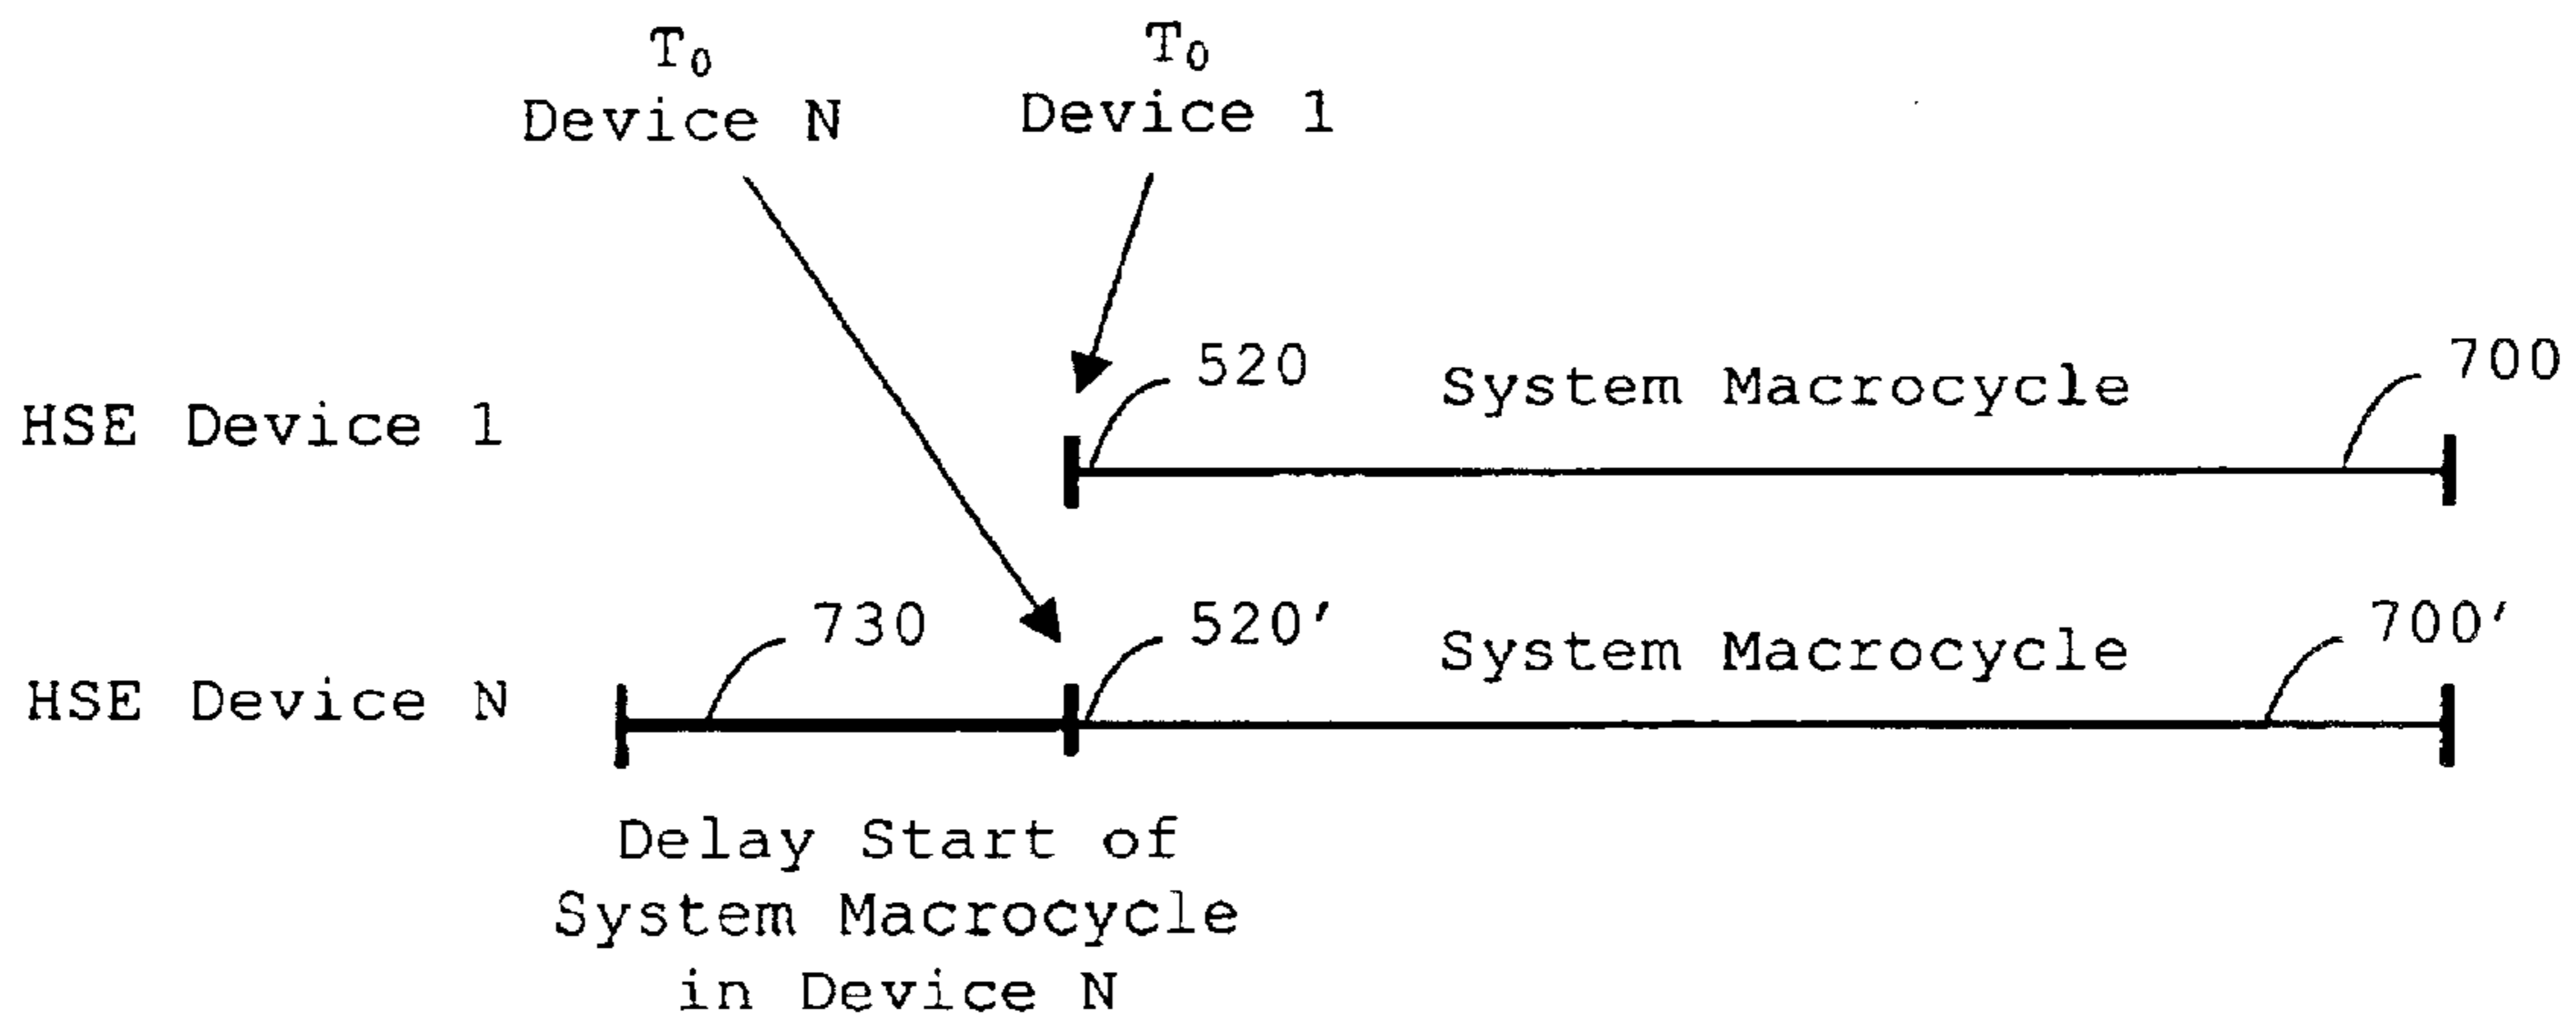 T₀
Device N
T₀
Device 1
HSE Device 1
520
System Macrocycle
700
HSE Device N
730
520'
System Macrocycle
700'
Delay Start of
System Macrocycle
in Device N